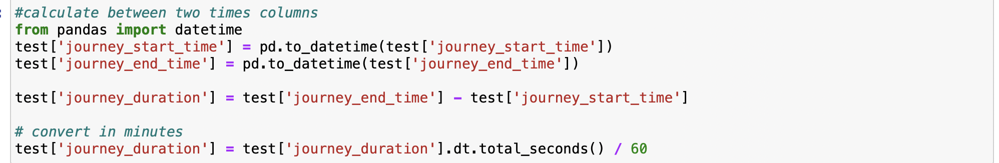 #calculate between two times columns
from pandas import datetime
test['journey_start_time'] = pd.to_datetime(test['journey_start_time'])
test['journey_end_time'] = pd.to_datetime(test['journey_end_time'])
test['journey_duration'] = test['journey_end_time'] - test['journey_start_time']
# convert in minutes
test['journey_duration'] = test['journey_duration'].dt.total_seconds() / 60